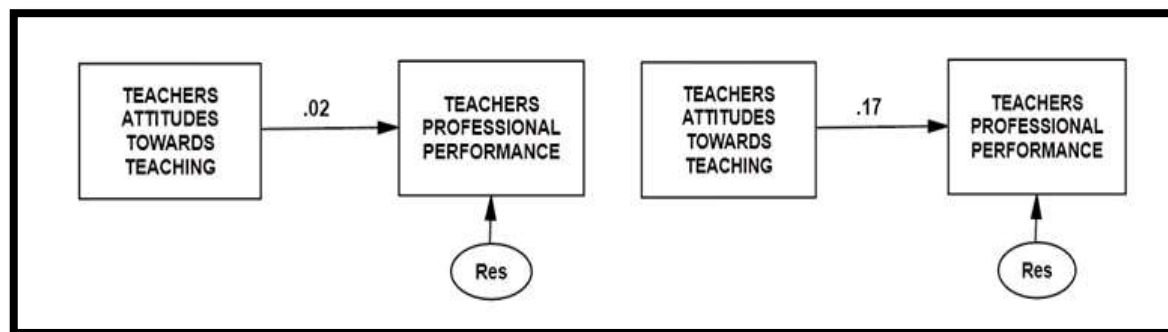 TEACHERS
ATTITUDES
TOWARDS
TEACHING
.02
TEACHERS
PROFESSIONAL
PERFORMANCE
Res
TEACHERS
ATTITUDES
TOWARDS
TEACHING
.17
TEACHERS
PROFESSIONAL
PERFORMANCE
Res